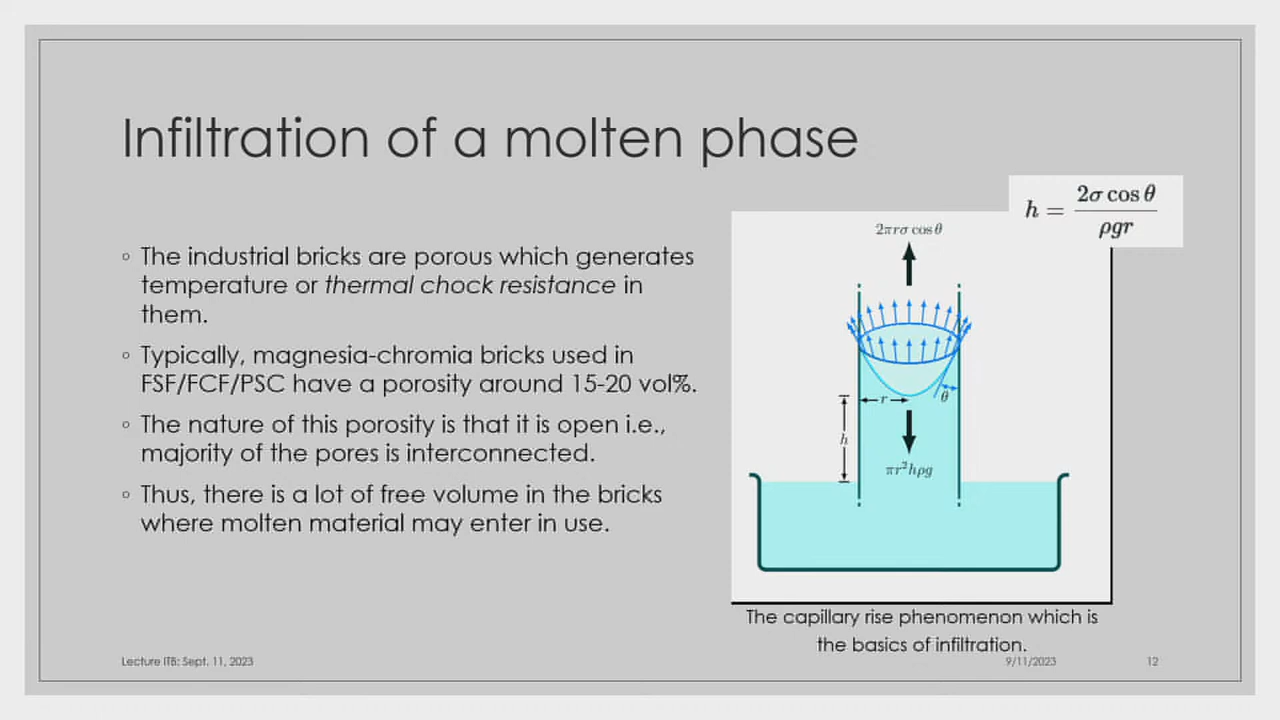 Infiltration of a molten phase
◦ The industrial bricks are porous which generates
temperature or thermal chock resistance in
them.
◦ Typically, magnesia-chromia bricks used in
FSF/FCF/PSC have a porosity around 15-20 vol%.
◦ The nature of this porosity is that it is open i.e.,
majority of the pores is interconnected.
◦ Thus, there is a lot of free volume in the bricks
where molten material may enter in use.
h = 2σ cos θ / ρgr
2πrσ cos θ
r
θ
h
πr²hρg
The capillary rise phenomenon which is
the basics of infiltration.
Lecture ITB: Sept. 11, 2023
9/11/2023
12